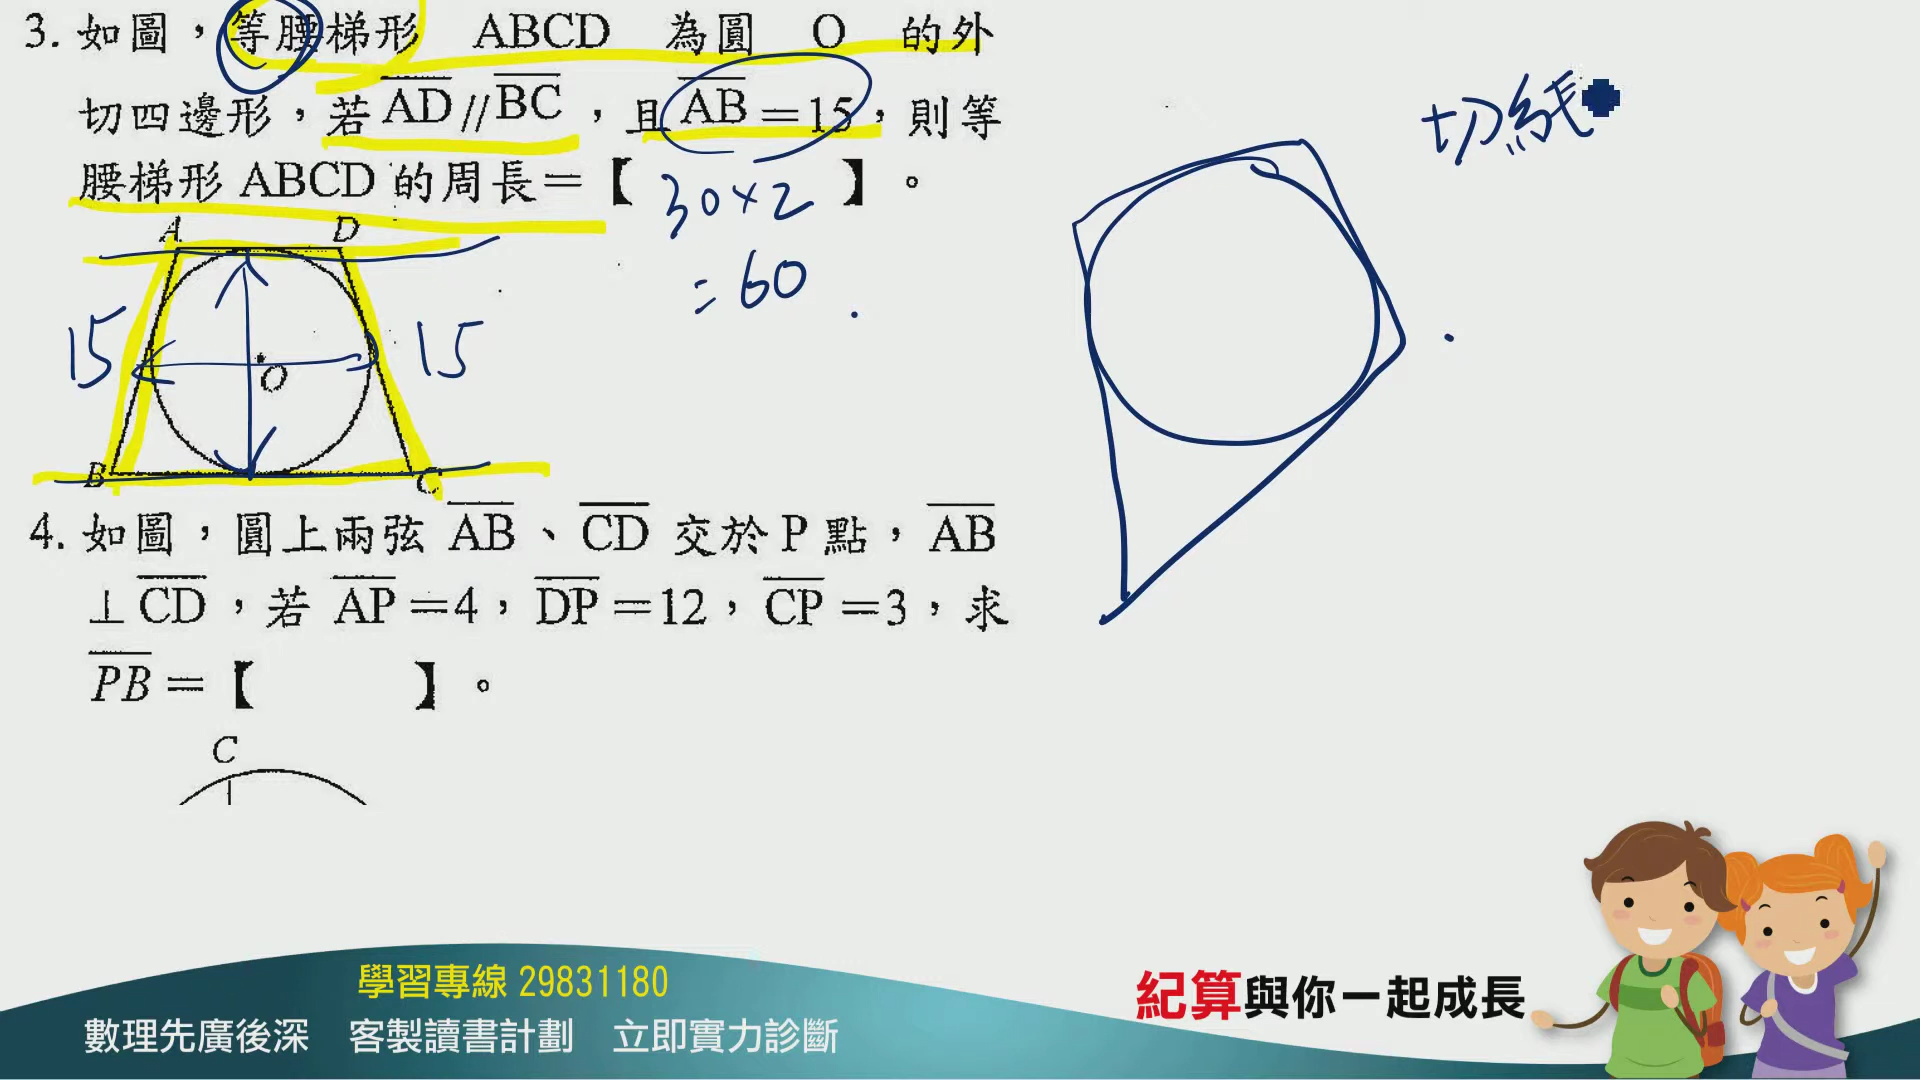 3. 如圖，等腰梯形 ABCD 為圓 O 的外
切四邊形，若 AD // BC ，且 AB =15，則等
腰梯形 ABCD 的周長＝【 30×2 】。
= 60
A D
15 O 15
B C
4. 如圖，圓上兩弦 AB 、 CD 交於 P 點， AB
⊥ CD ，若 AP =4， DP =12， CP =3，求
PB =【 】。
C
切線
學習專線 29831180
數理先廣後深 客製讀書計劃 立即實力診斷
紀算與你一起成長